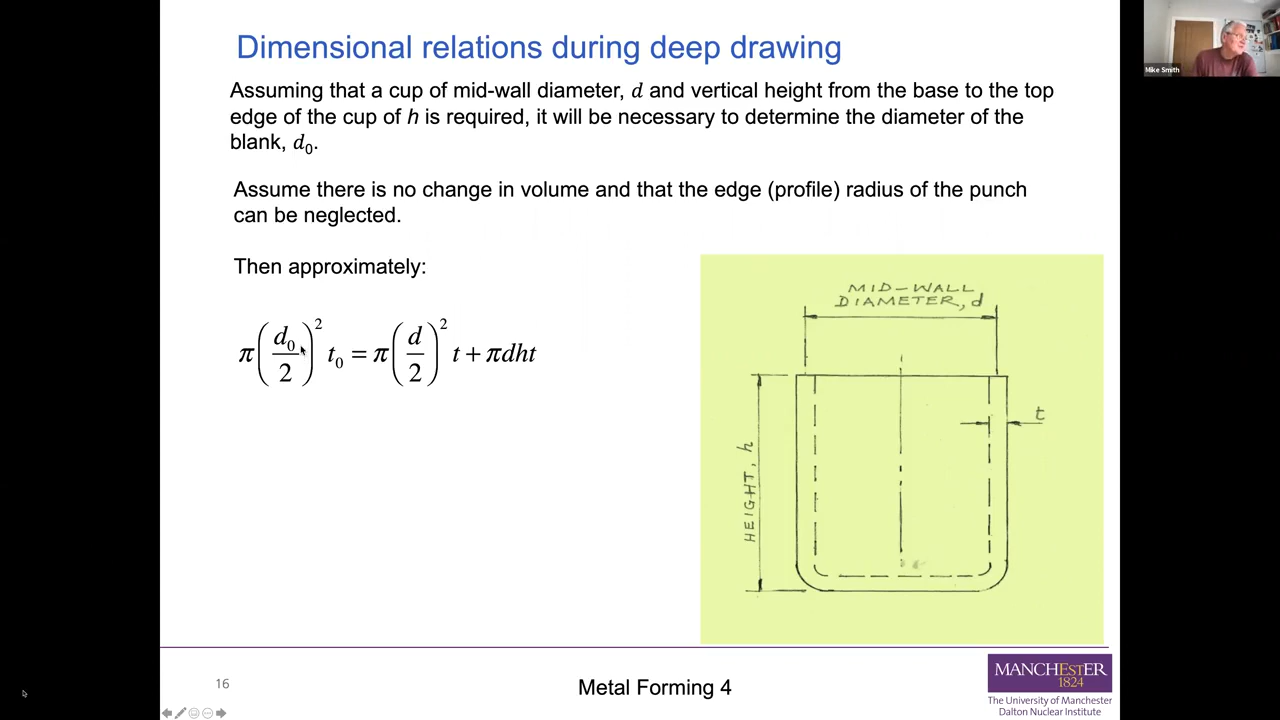 Dimensional relations during deep drawing
Mike Smith
Assuming that a cup of mid-wall diameter, d and vertical height from the base to the top
edge of the cup of h is required, it will be necessary to determine the diameter of the
blank, d₀.
Assume there is no change in volume and that the edge (profile) radius of the punch
can be neglected.
Then approximately:
π(d₀/2)² t₀ = π(d/2)² t + πdht
MID-WALL
DIAMETER, d
t
HEIGHT, h
16
Metal Forming 4
MANCHESTER
1824
The University of Manchester
Dalton Nuclear Institute